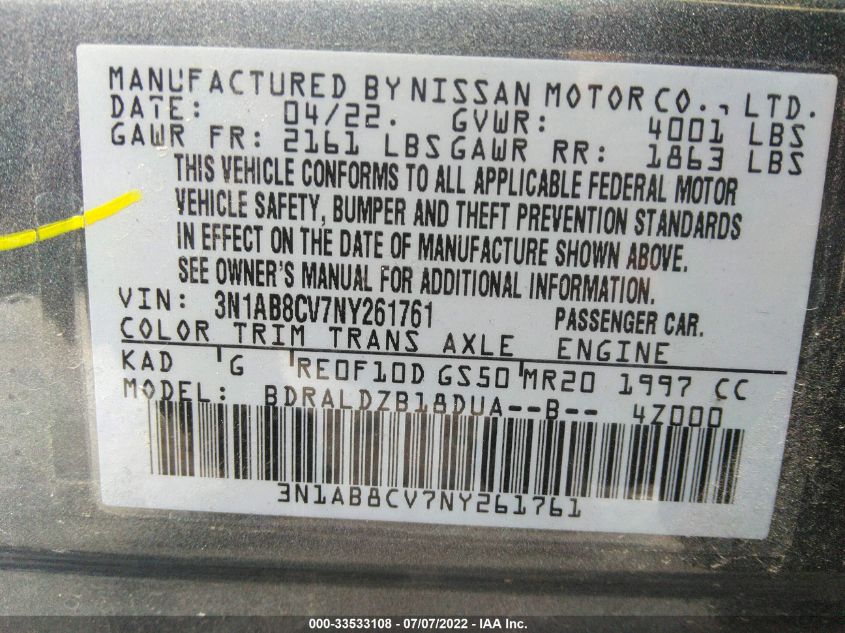 MANUFACTURED BY NISSAN MOTOR CO., LTD.
DATE: 04/22. GVWR: 4001 LBS
GAWR FR: 2161 LBS GAWR RR: 1863 LBS
THIS VEHICLE CONFORMS TO ALL APPLICABLE FEDERAL MOTOR
VEHICLE SAFETY, BUMPER AND THEFT PREVENTION STANDARDS
IN EFFECT ON THE DATE OF MANUFACTURE SHOWN ABOVE.
SEE OWNER'S MANUAL FOR ADDITIONAL INFORMATION.
VIN: 3N1AB8CV7NY261761 PASSENGER CAR.
COLOR TRIM TRANS AXLE ENGINE
KAD G RE0F10D GS50 MR20 1997 CC
MODEL: BDRALDZB18DUA--B-- 4Z000
3N1AB8CV7NY261761
000-33533108 - 07/07/2022 - © IAA Inc.